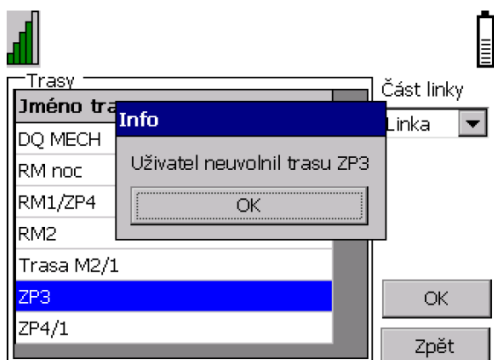 Trasy
Část linky
Jméno
Linka
Info
Uživatel neuvolnil trasu ZP3
OK
DQ MECH
RM noc
RM1/ZP4
RM2
Trasa M2/1
ZP3
ZP4/1
OK
Zpět